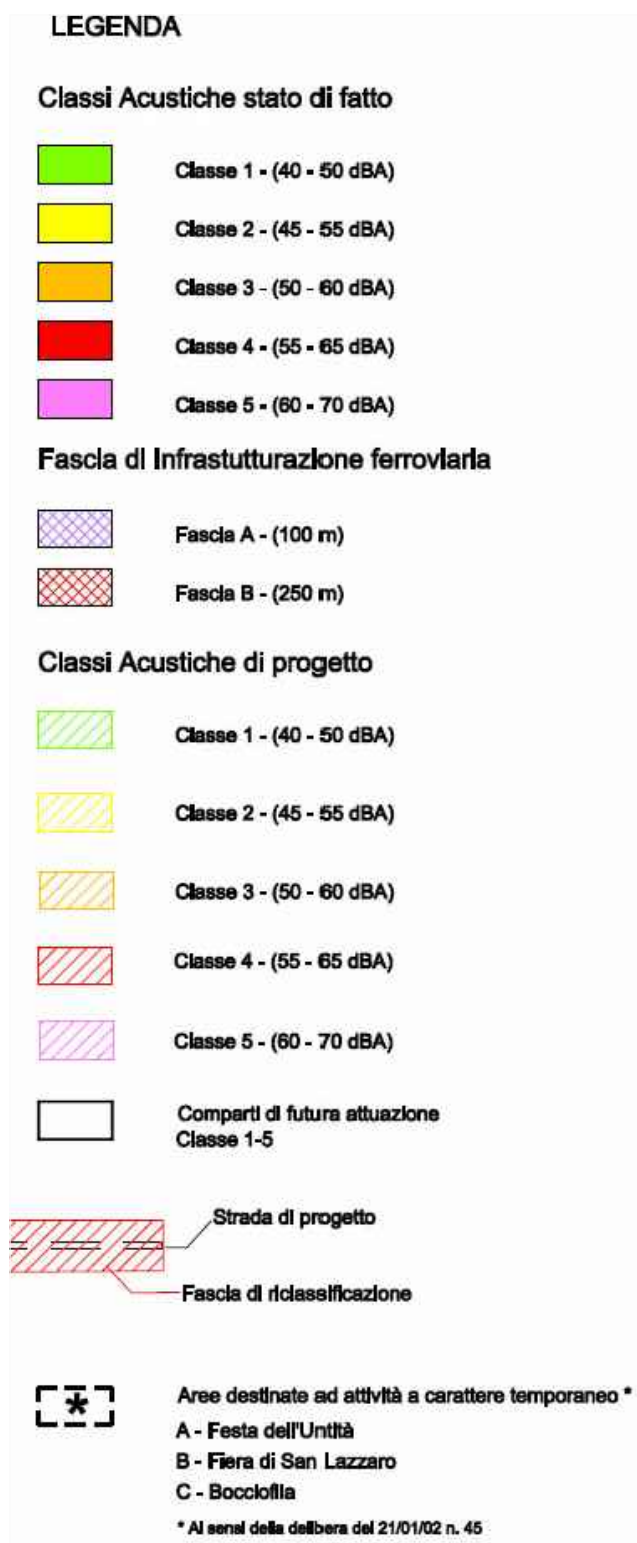 LEGENDA
Classi Acustiche stato di fatto
Classe 1 - (40 - 50 dBA)
Classe 2 - (45 - 55 dBA)
Classe 3 - (50 - 60 dBA)
Classe 4 - (55 - 65 dBA)
Classe 5 - (60 - 70 dBA)
Fascia di Infrastutturazione ferroviaria
Fascia A - (100 m)
Fascia B - (250 m)
Classi Acustiche di progetto
Classe 1 - (40 - 50 dBA)
Classe 2 - (45 - 55 dBA)
Classe 3 - (50 - 60 dBA)
Classe 4 - (55 - 65 dBA)
Classe 5 - (60 - 70 dBA)
Comparti di futura attuazione
Classe 1-5
Strada di progetto
Fascia di riclassificazione
*
Aree destinate ad attività a carattere temporaneo *
A - Festa dell'Untità
B - Fiera di San Lazzaro
C - Bocciofila
* Ai sensi della delibera del 21/01/02 n. 45